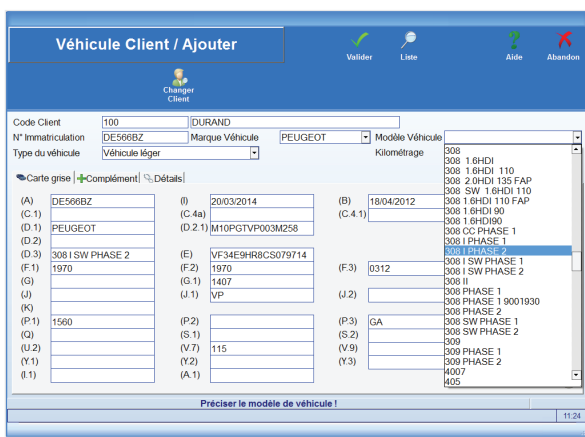 Véhicule Client / Ajouter
Valider Liste Aide Abandon
Changer
Client
Code Client 100 DURAND
N° Immatriculation DE566BZ Marque Véhicule PEUGEOT Modèle Véhicule
Type du véhicule Véhicule léger Kilométrage
Carte grise Complément Détails
(A) DE566BZ (I) 20/03/2014 (B) 18/04/2012
(C.1) (C.4a) (C.4.1)
(D.1) PEUGEOT (D.2.1) M10PGTVP003M258
(D.2)
(D.3) 308 I SW PHASE 2 (E) VF34E9HR8CS079714
(F.1) 1970 (F.2) 1970 (F.3) 0312
(G) (G.1) 1407
(J) (J.1) VP (J.2)
(K)
(P.1) 1560 (P.2) (P.3) GA
(Q) (S.1) (S.2)
(U.2) (V.7) 115 (V.9)
(Y.1) (Y.2) (Y.3)
(I.1) (A.1)
308
308 1.6HDI
308 1.6HDI 110
308 2.0HDI 135 FAP
308 SW 1.6HDI 110
308 1.6HDI 110 FAP
308 1.6HDI 90
308 1.6HDI90
308 CC PHASE 1
308 I PHASE 1
308 I PHASE 2
308 I SW PHASE 1
308 I SW PHASE 2
308 II
308 PHASE 1
308 PHASE 1 9001930
308 PHASE 2
308 SW PHASE 1
308 SW PHASE 2
309
309 PHASE 1
309 PHASE 2
4007
405
Préciser le modèle de véhicule !
11:24